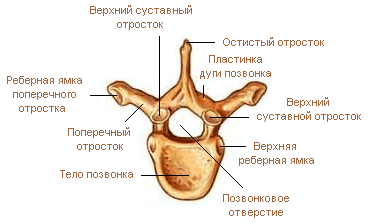 Верхний суставный
отросток
Остистый отросток
Пластинка
дуги позвонка
Реберная ямка
поперечного
отростка
Верхний
суставной отросток
Поперечный
отросток
Верхняя
реберная ямка
Тело позвонка
Позвонковое
отверстие